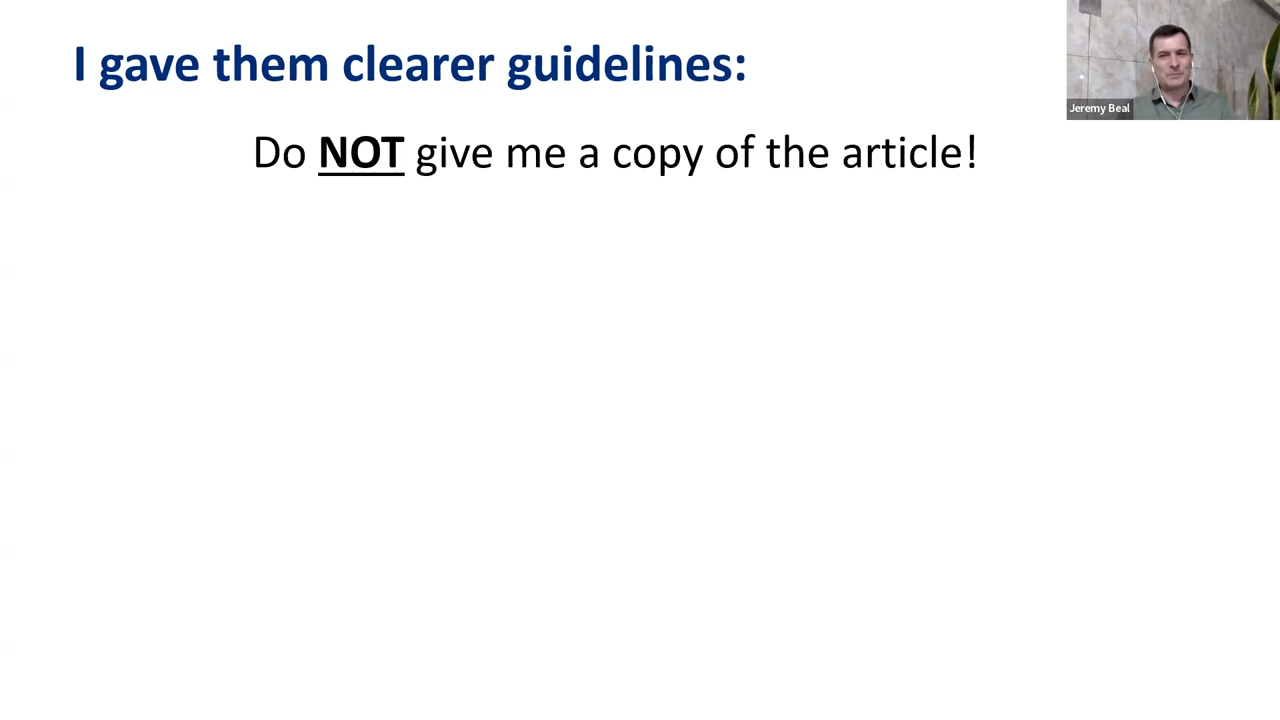 I gave them clearer guidelines:
Jeremy Beal
Do NOT give me a copy of the article!